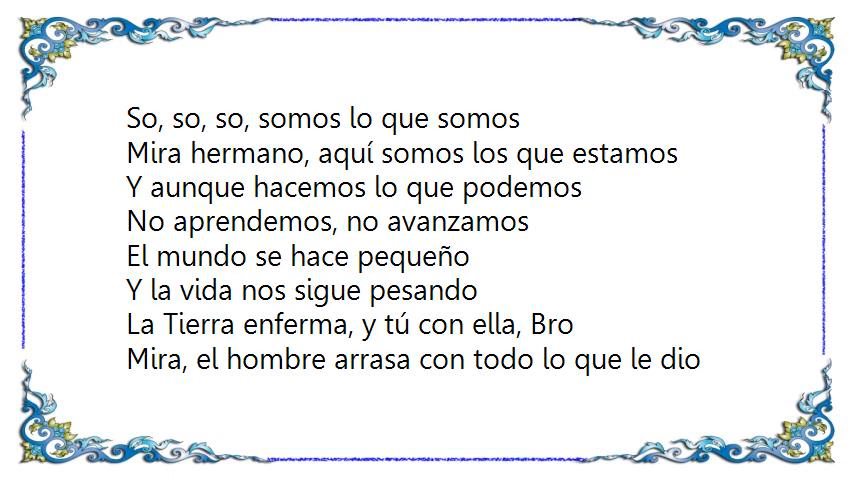 So, so, so, somos lo que somos
Mira hermano, aquí somos los que estamos
Y aunque hacemos lo que podemos
No aprendemos, no avanzamos
El mundo se hace pequeño
Y la vida nos sigue pesando
La Tierra enferma, y tú con ella, Bro
Mira, el hombre arrasa con todo lo que le dio